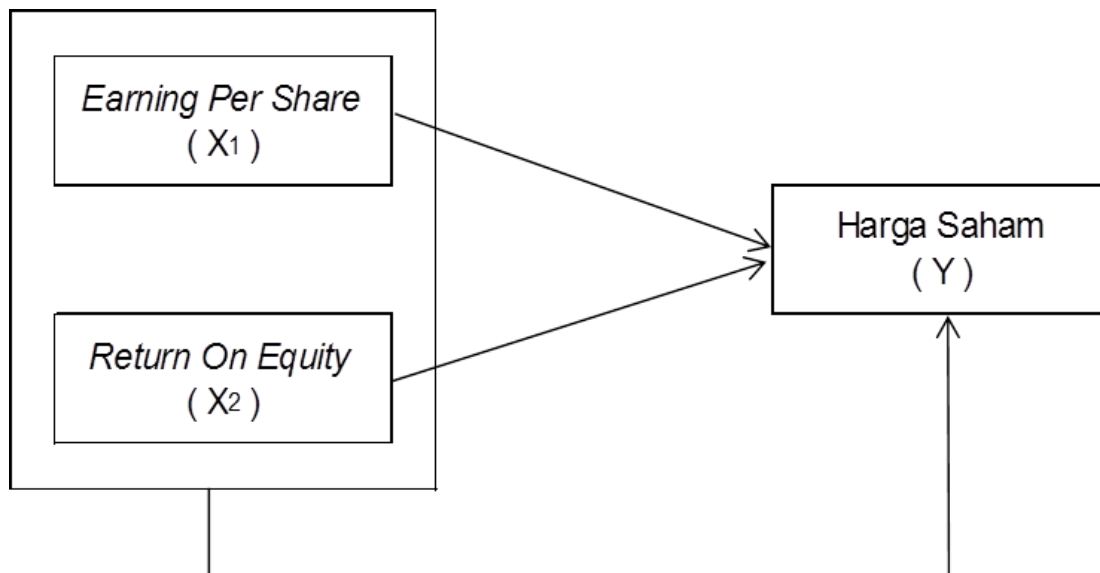 Earning Per Share
( X1 )
Harga Saham
( Y )
Return On Equity
( X2 )